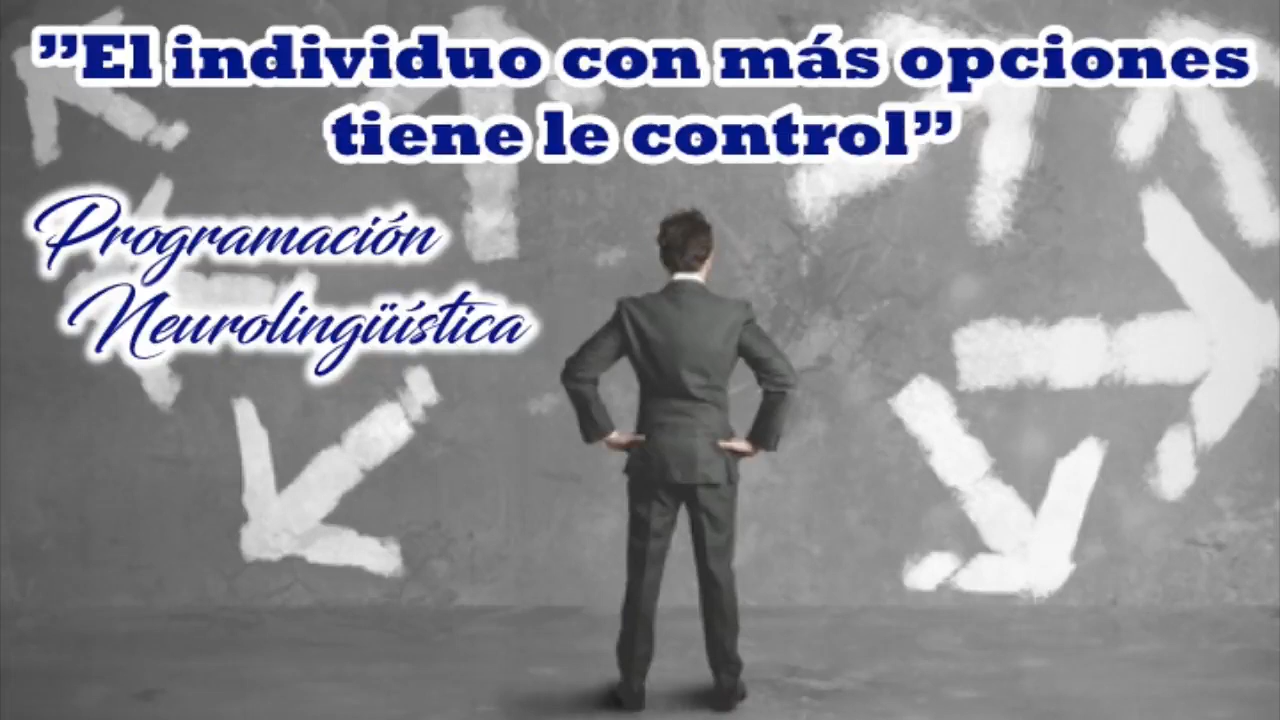 ”El individuo con más opciones
tiene le control”
Programación
Neurolingüística